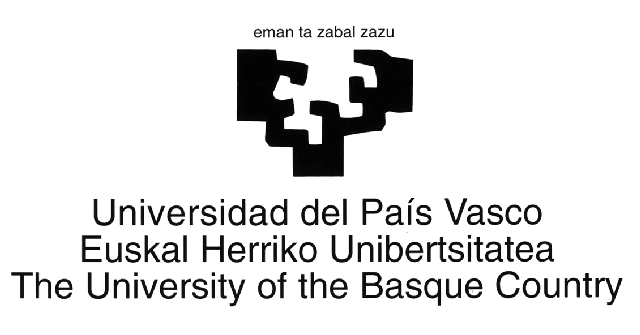 eman ta zabal zazu
Universidad del País Vasco
Euskal Herriko Unibertsitatea
The University of the Basque Country